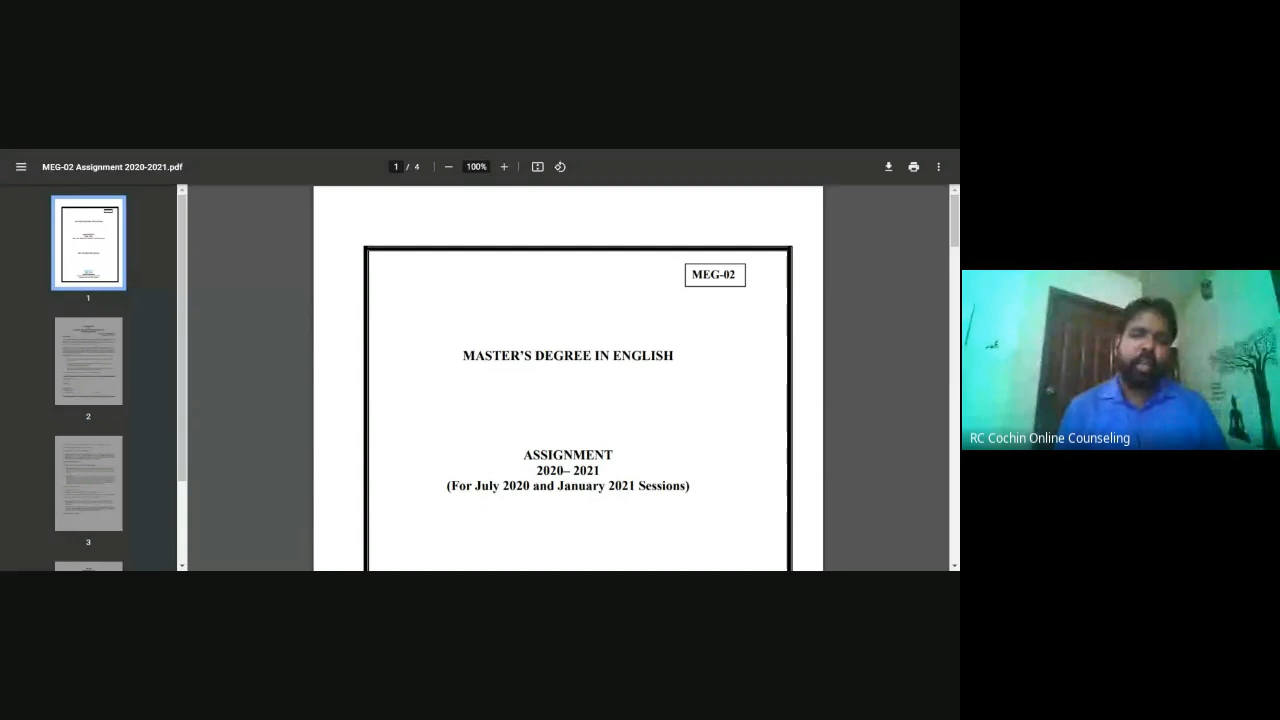 MEG-02 Assignment 2020-2021.pdf
1 / 4
100%
1
2
3
MEG-02
MASTER’S DEGREE IN ENGLISH
ASSIGNMENT
2020– 2021
(For July 2020 and January 2021 Sessions)
RC Cochin Online Counseling